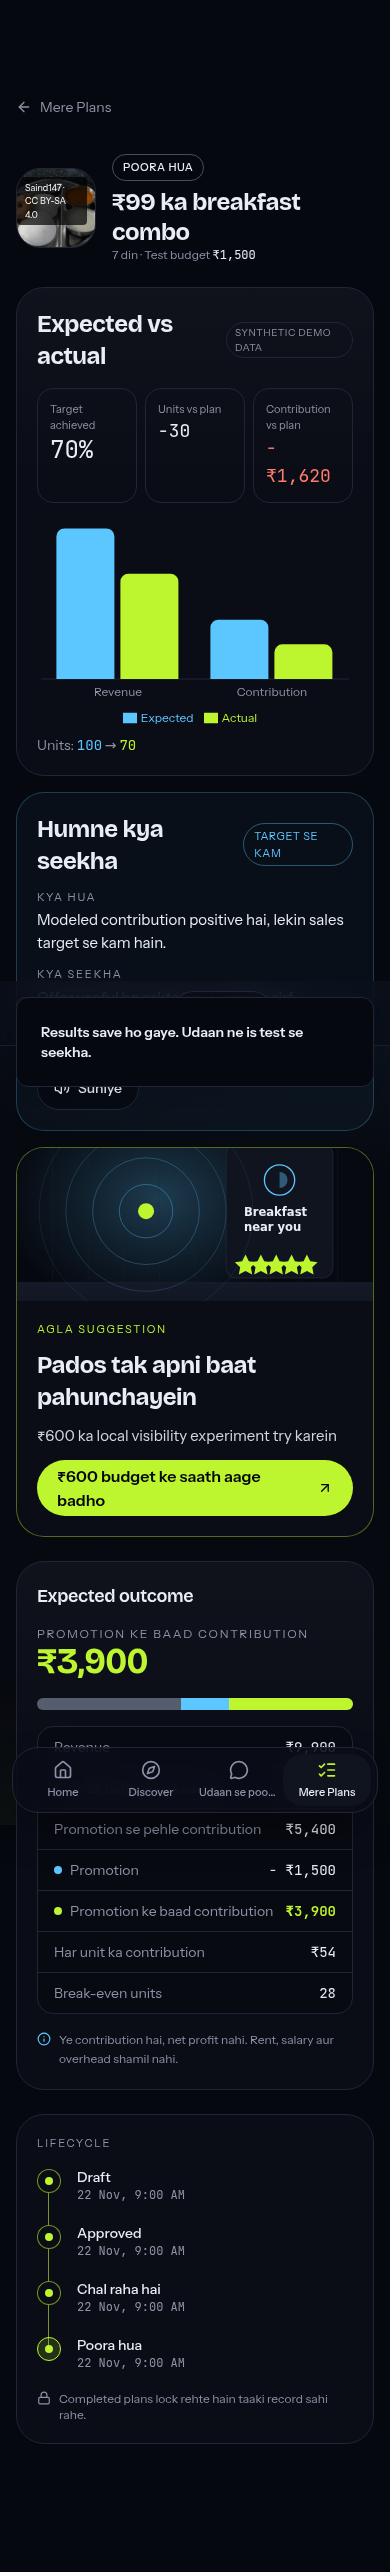 Mere Plans
POORA HUA
Saind147 ·
CC BY-SA
4.0
₹99 ka breakfast
combo
7 din · Test budget ₹1,500
Expected vs
actual
SYNTHETIC DEMO
DATA
Target
achieved
70%
Units vs plan
-30
Contribution
vs plan
-
₹1,620
Revenue
Contribution
Expected
Actual
Units: 100 → 70
Humne kya
seekha
TARGET SE
KAM
KYA HUA
Modeled contribution positive hai, lekin sales
target se kam hain.
KYA SEEKHA
Results save ho gaye. Udaan ne is test se
seekha.
Suniye
Breakfast
near you
AGLA SUGGESTION
Pados tak apni baat
pahunchayein
₹600 ka local visibility experiment try karein
₹600 budget ke saath aage
badho
Expected outcome
PROMOTION KE BAAD CONTRIBUTION
₹3,900
Revenue ₹9,900
Home
Discover
Udaan se poo...
Mere Plans
Promotion se pehle contribution ₹5,400
Promotion - ₹1,500
Promotion ke baad contribution ₹3,900
Har unit ka contribution ₹54
Break-even units 28
Ye contribution hai, net profit nahi. Rent, salary aur
overhead shamil nahi.
LIFECYCLE
Draft
22 Nov, 9:00 AM
Approved
22 Nov, 9:00 AM
Chal raha hai
22 Nov, 9:00 AM
Poora hua
22 Nov, 9:00 AM
Completed plans lock rehte hain taaki record sahi
rahe.